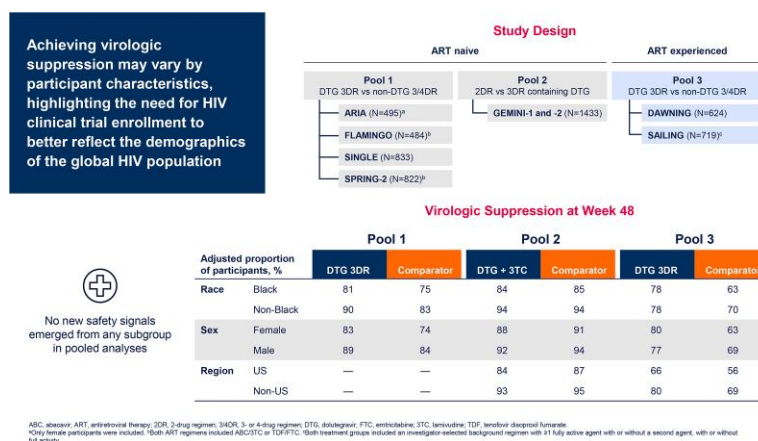 Achieving virologic
suppression may vary by
participant characteristics,
highlighting the need for HIV
clinical trial enrollment to
better reflect the demographics
of the global HIV population
Study Design
ART naive
ART experienced
Pool 1
DTG 3DR vs non-DTG 3/4DR
Pool 2
2DR vs 3DR containing DTG
Pool 3
DTG 3DR vs non-DTG 3/4DR
ARIA (N=495)ᵃ
FLAMINGO (N=484)ᵇ
SINGLE (N=833)
SPRING-2 (N=822)ᵇ
GEMINI-1 and -2 (N=1433)
DAWNING (N=624)
SAILING (N=719)ᶜ
No new safety signals
emerged from any subgroup
in pooled analyses
Virologic Suppression at Week 48
Pool 1 Pool 2 Pool 3
Adjusted proportion
of participants, % DTG 3DR Comparator DTG + 3TC Comparator DTG 3DR Comparator
Race Black 81 75 84 85 78 63
Non-Black 90 83 94 94 78 70
Sex Female 83 74 88 91 80 63
Male 89 84 92 94 77 69
Region US — — 84 87 66 56
Non-US — — 93 95 80 69
ABC, abacavir; ART, antiretroviral therapy; 2DR, 2-drug regimen; 3/4DR, 3- or 4-drug regimen; DTG, dolutegravir; FTC, emtricitabine; 3TC, lamivudine; TDF, tenofovir disoproxil fumarate.
ᵃOnly female participants were included. ᵇBoth ART regimens included ABC/3TC or TDF/FTC. ᶜBoth treatment groups included an investigator-selected background regimen with ≥1 fully active agent with or without a second agent, with or without
full activity.